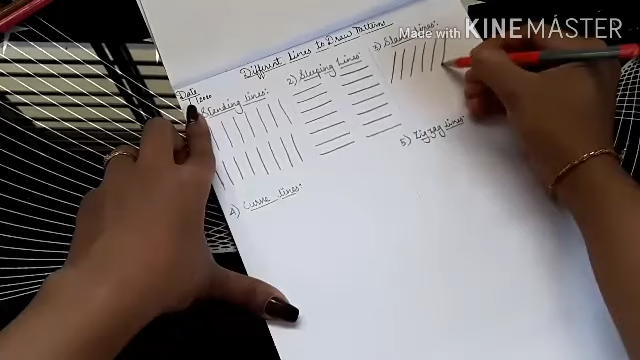 Made with KINEMASTER
Different Lines to Draw Patterns
Date
1) Standing lines:
2) Sleeping Lines:
3) Slanting Lines:
4) Curve lines:
5) Zigzag lines: